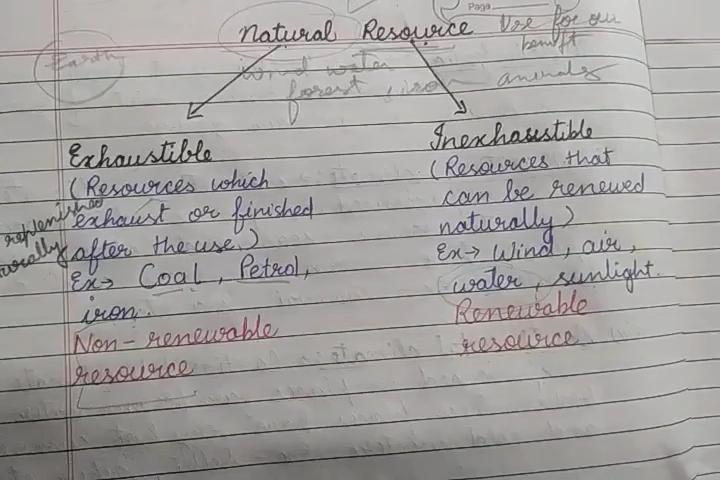 Page
Natural Resource Use for our
benefit
Earth
Wind water air animals
forest, iron
Exhaustible
(Resources which
exhaust or finished
after the use.)
Ex→ Coal, Petrol,
iron.
Non-renewable
resource
replenished
Inexhaustible
(Resources that
can be renewed
naturally)
Ex→ Wind, air,
water, sunlight.
Renewable
resource